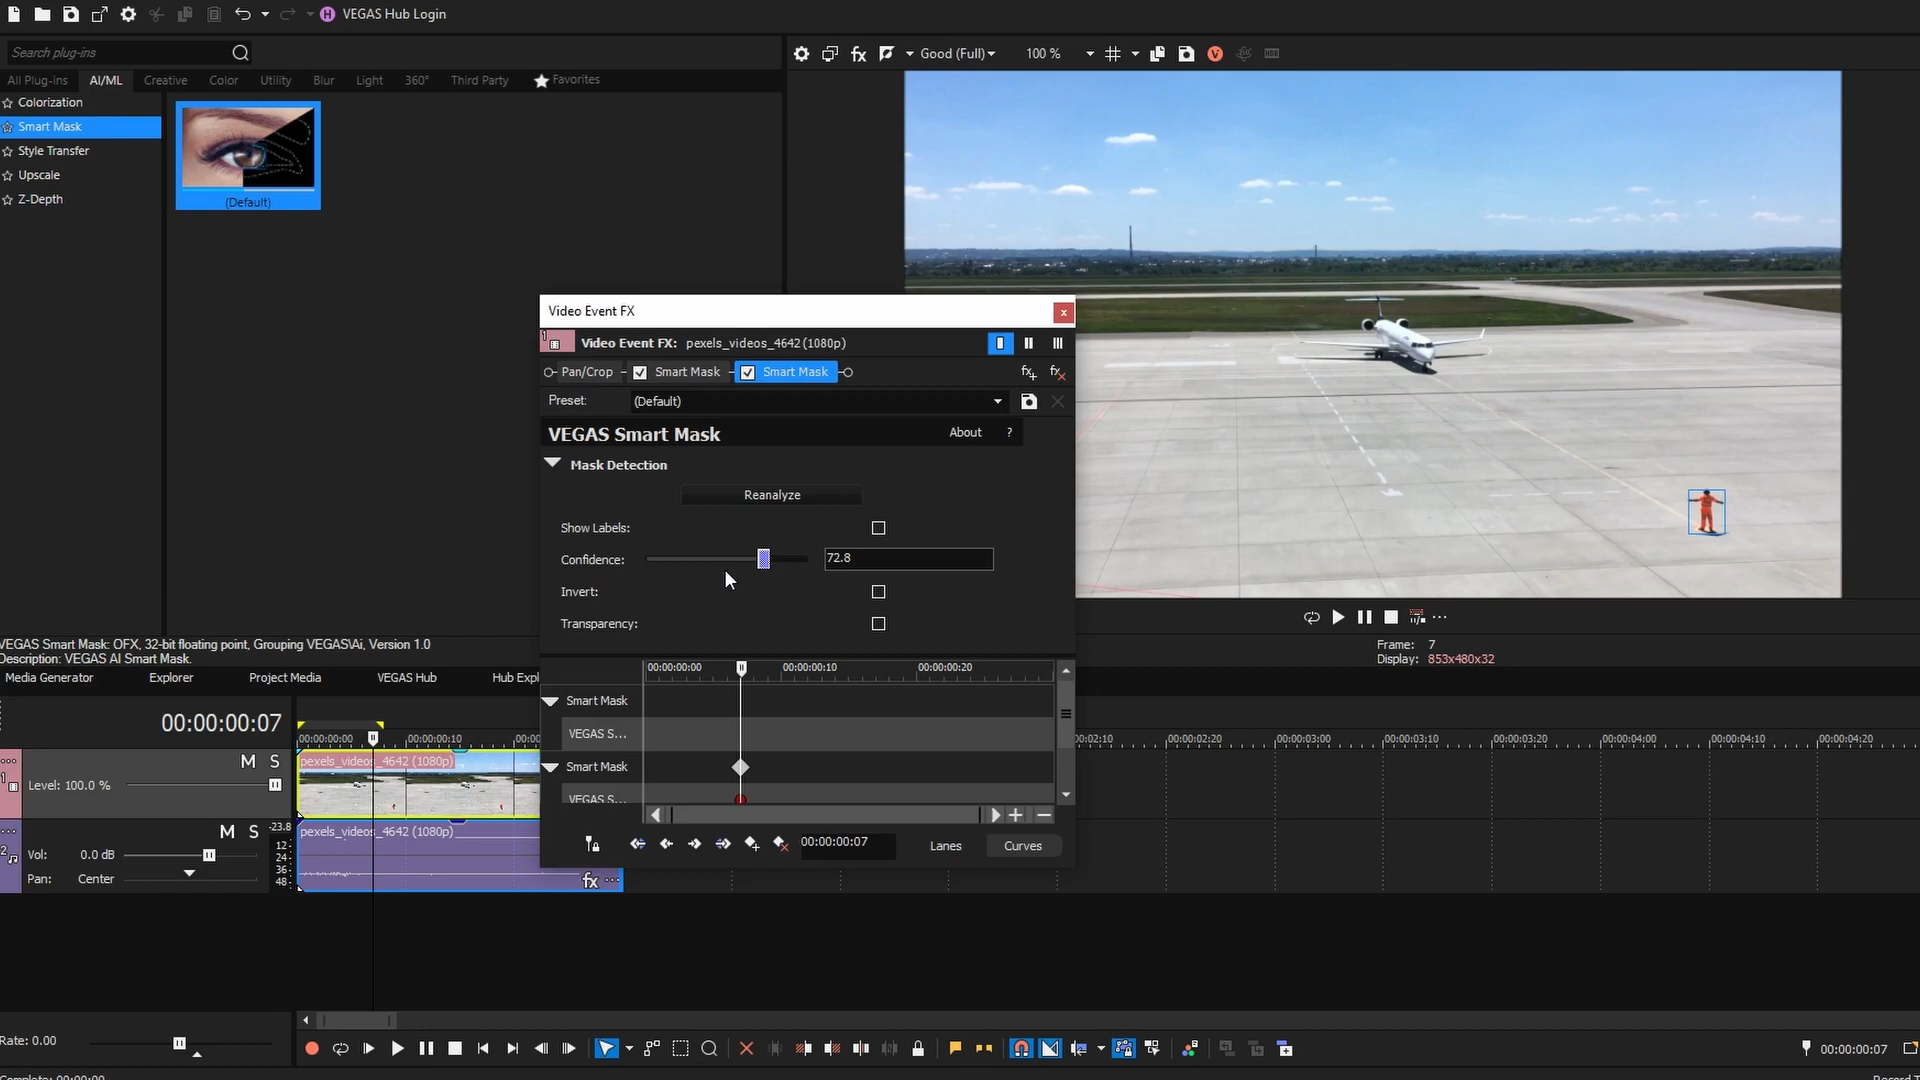 VEGAS Hub Login
Search plug-ins
All Plug-ins AI/ML Creative Color Utility Blur Light 360° Third Party Favorites
Colorization
Smart Mask
Style Transfer
Upscale
Z-Depth
(Default)
Good (Full) 100 %
Video Event FX
Video Event FX: pexels_videos_4642 (1080p)
Pan/Crop Smart Mask Smart Mask
Preset: (Default)
VEGAS Smart Mask About ?
Mask Detection
Reanalyze
Show Labels:
Confidence: 72.8
Invert:
Transparency:
00:00:00:00 00:00:00:10 00:00:00:20
Smart Mask
VEGAS S...
Smart Mask
VEGAS S...
00:00:00:07 Lanes Curves
Frame: 7
Display: 853x480x32
VEGAS Smart Mask: OFX, 32-bit floating point, Grouping VEGAS\Ai, Version 1.0
Description: VEGAS AI Smart Mask.
Media Generator Explorer Project Media VEGAS Hub Hub Expl
00:00:00:07
00:00:00:00 00:00:00:10 00:00
02:10 00:00:02:20 00:00:03:00 00:00:03:10 00:00:03:20 00:00:04:00 00:00:04:10 00:00:04:20
1 M S
pexels_videos_4642 (1080p)
Level: 100.0 %
2 M S -23.8
pexels_videos_4642 (1080p)
12-
24-
36-
48-
Vol: 0.0 dB
Pan: Center
fx
Rate: 0.00
00:00:00:07
Complete: 00:00:00
Record T